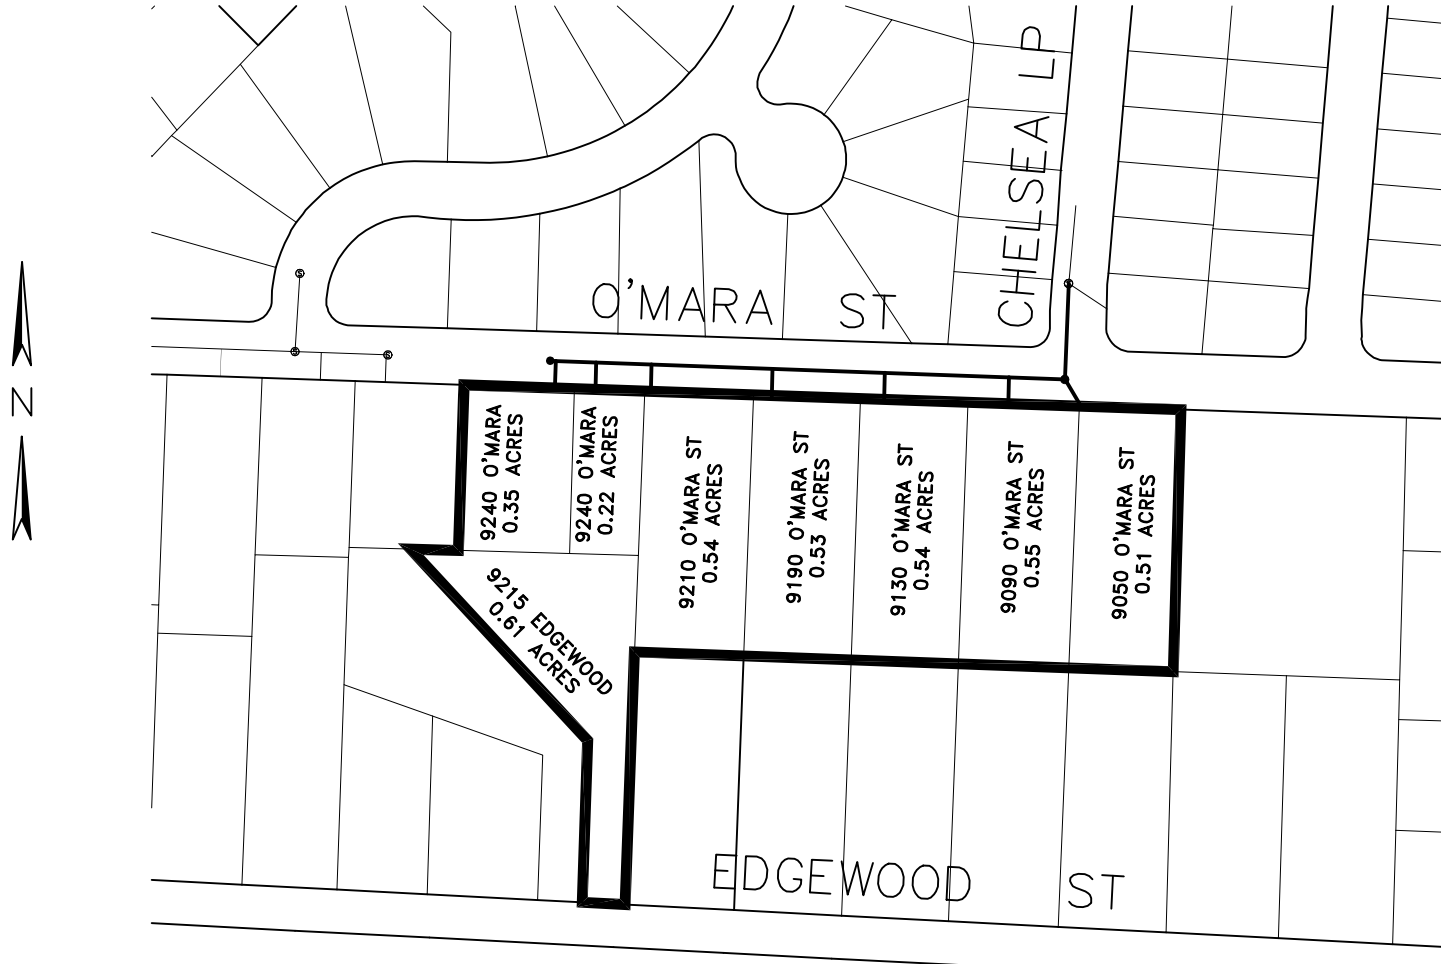 CHELSEA LP
O'MARA ST
N
9240 O'MARA
0.35 ACRES
9240 O'MARA
0.22 ACRES
9210 O'MARA ST
0.54 ACRES
9190 O'MARA ST
0.53 ACRES
9130 O'MARA ST
0.54 ACRES
9090 O'MARA ST
0.55 ACRES
9050 O'MARA ST
0.51 ACRES
9215 EDGEWOOD
0.61 ACRES
EDGEWOOD ST
S
S
S
S